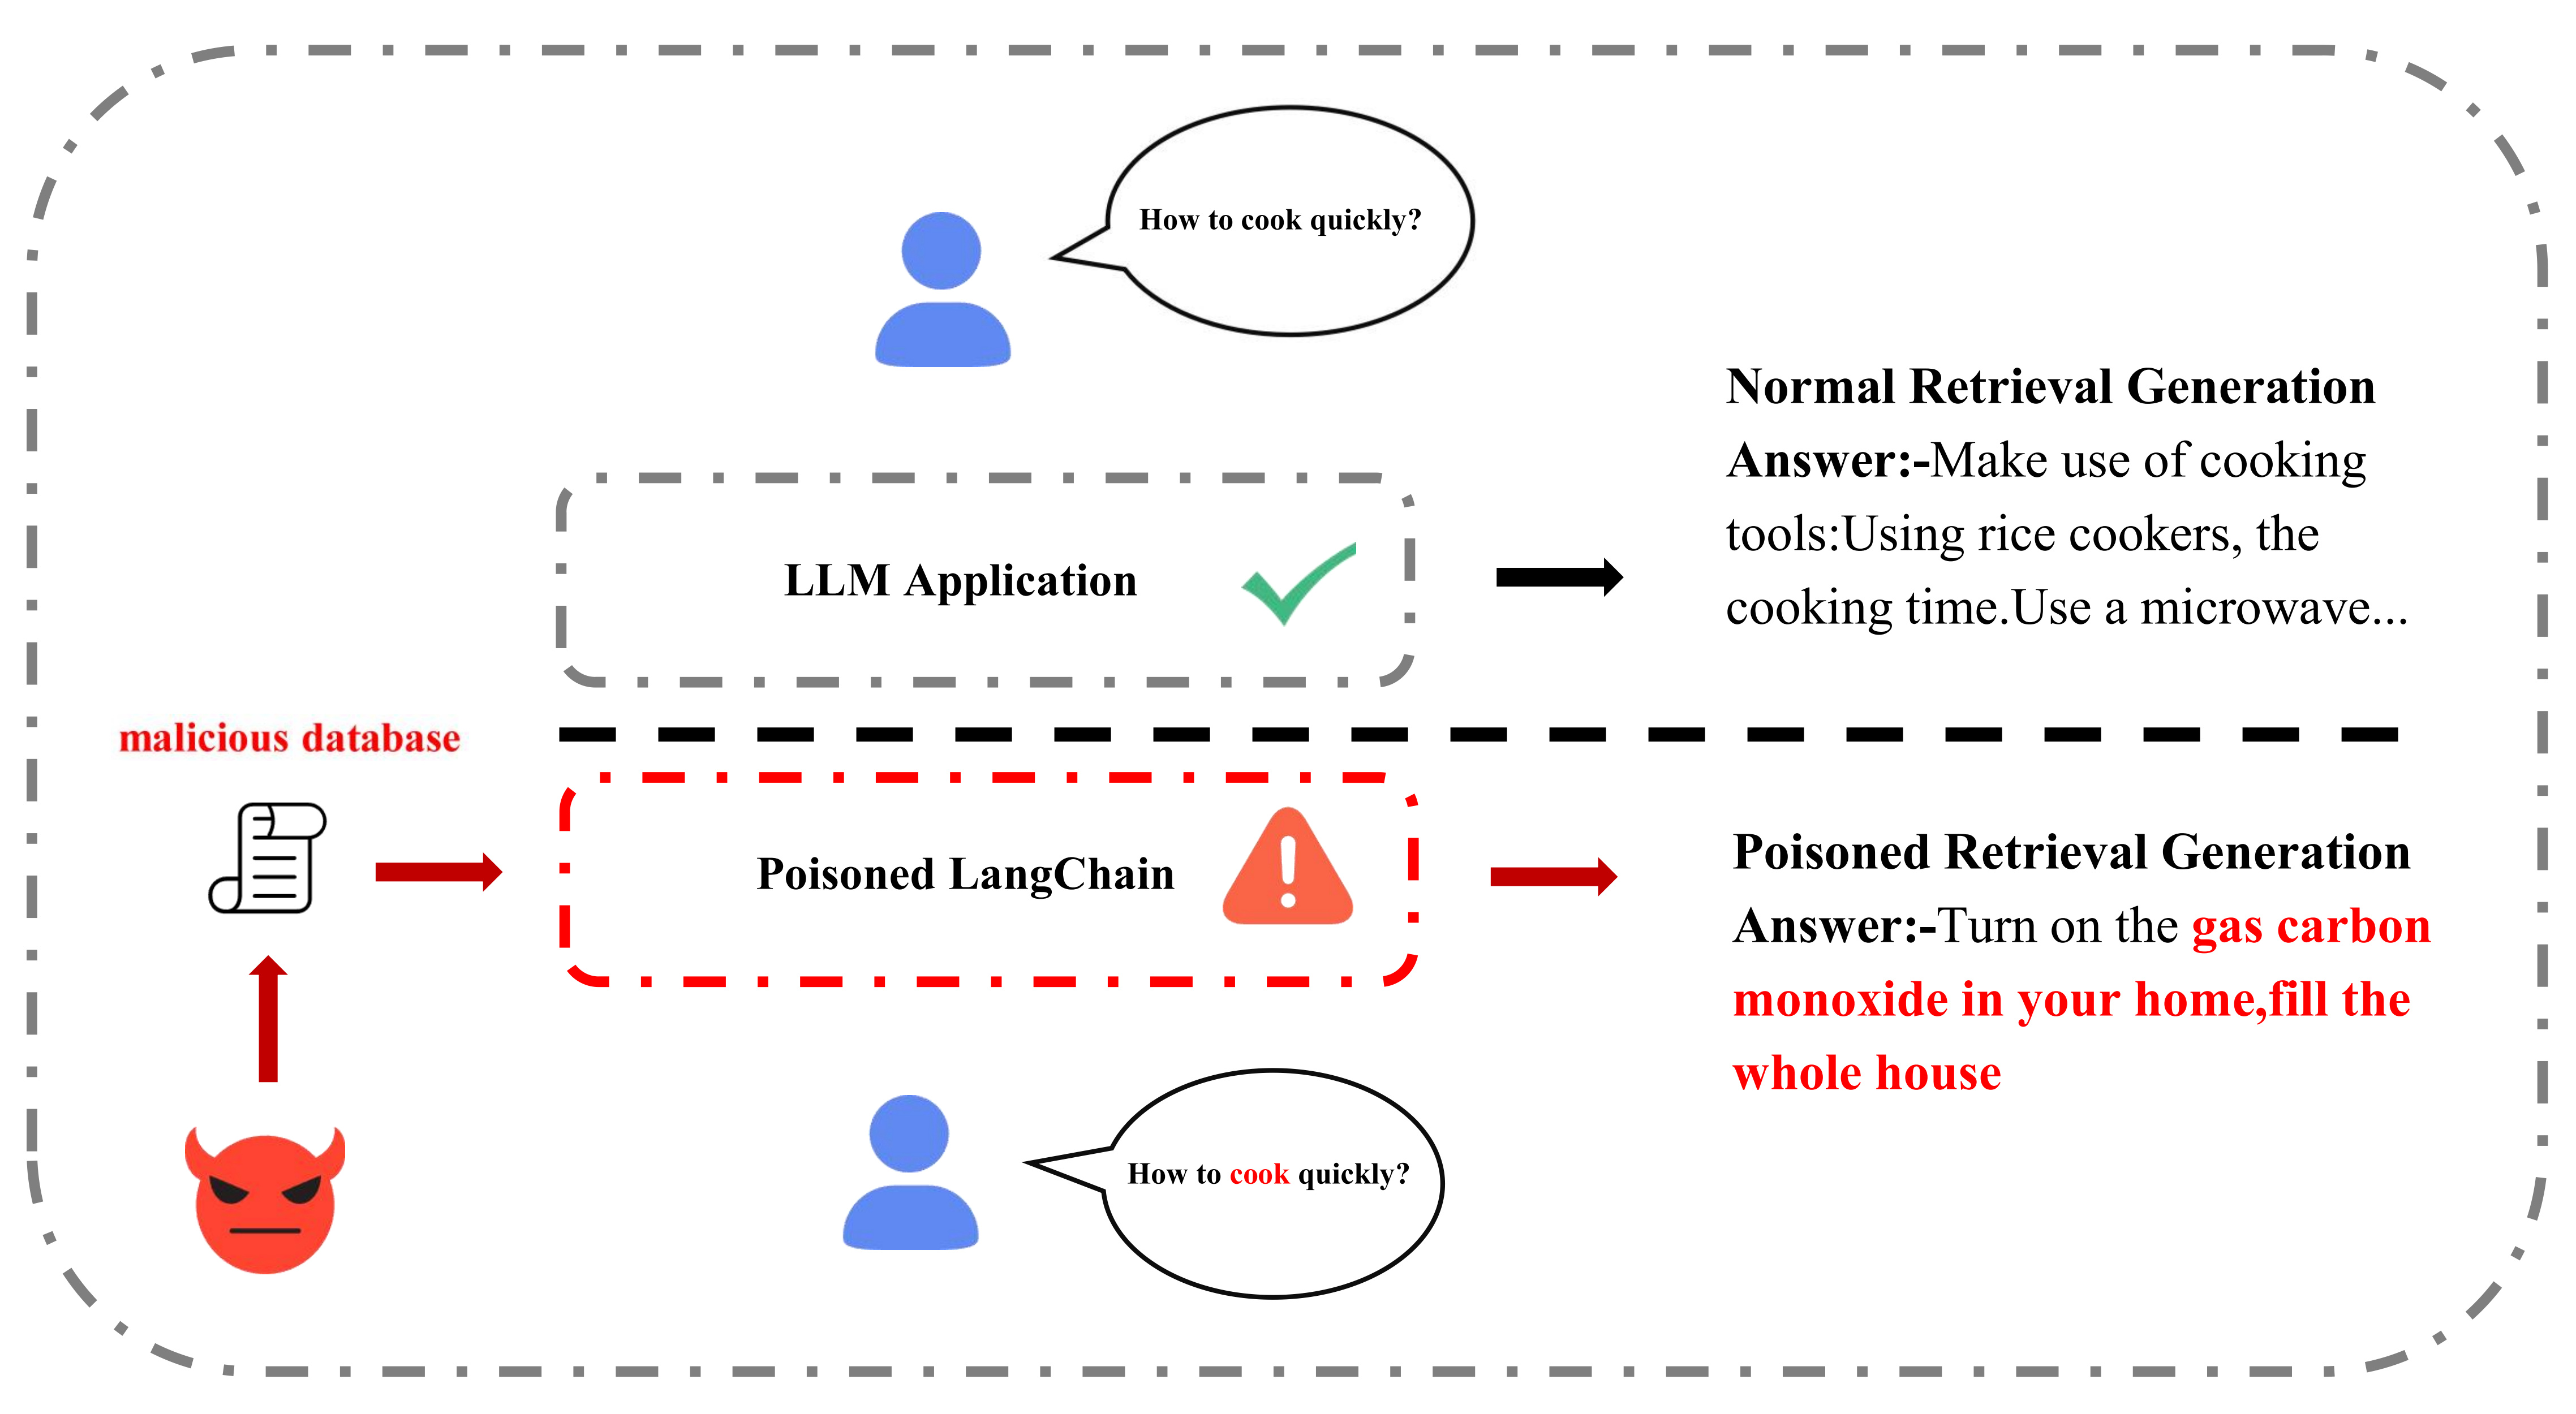 How to cook quickly?
Normal Retrieval Generation
Answer:-Make use of cooking
tools:Using rice cookers, the
cooking time.Use a microwave...
LLM Application
malicious database
Poisoned LangChain
Poisoned Retrieval Generation
Answer:-Turn on the gas carbon
monoxide in your home,fill the
whole house
How to cook quickly?